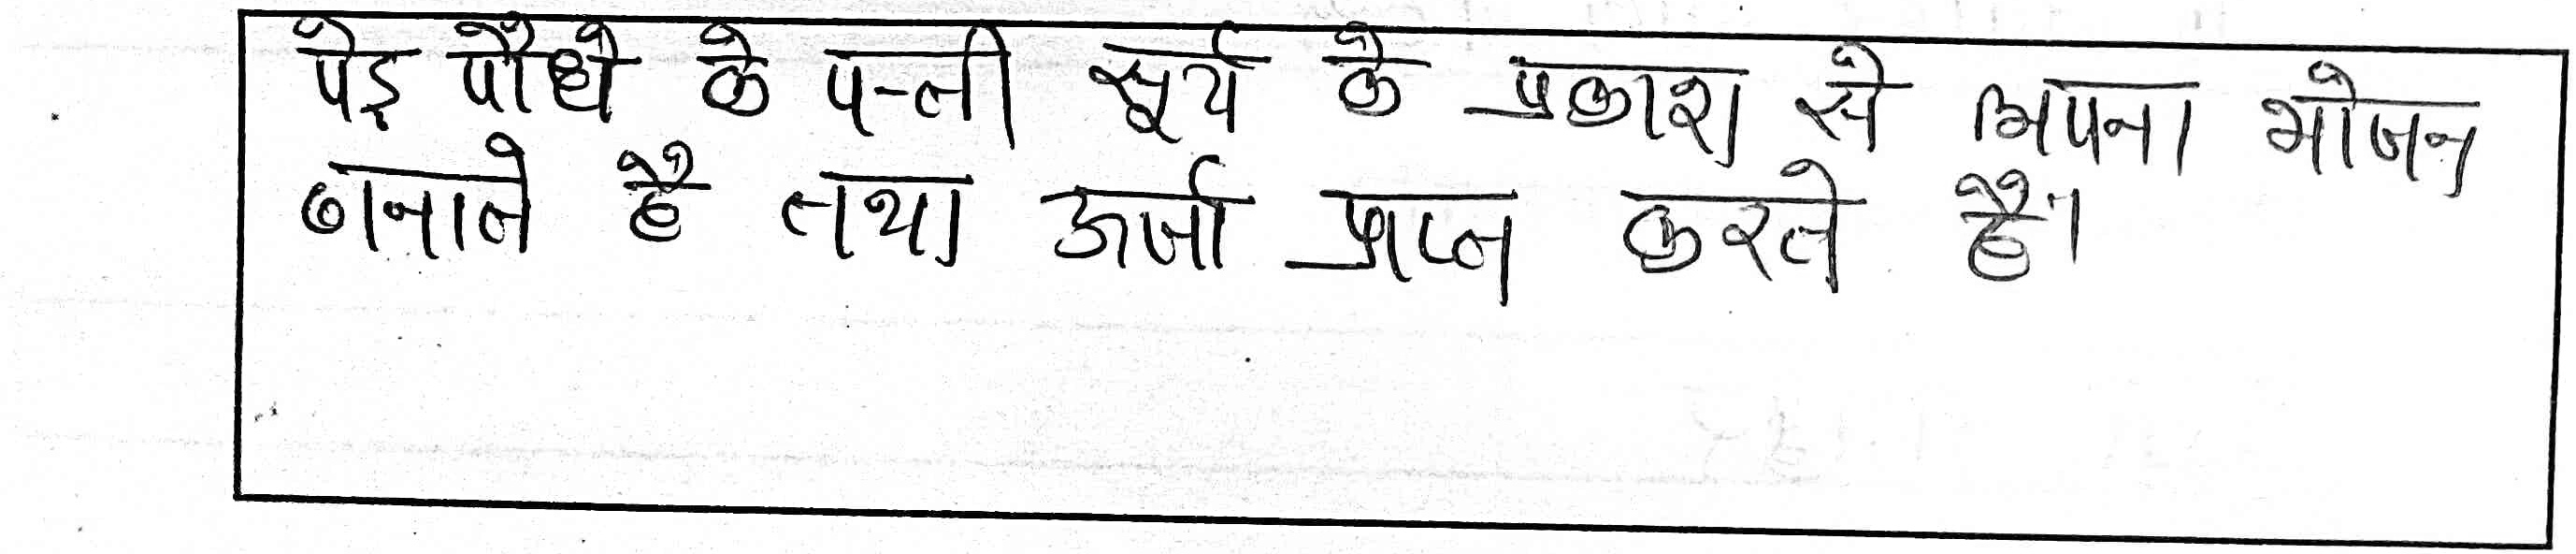 पेड़ पौधे के पत्ती सूर्य के प्रकाश से अपना भोजन
बनाते है तथा ऊर्जा प्राप्त करते है।